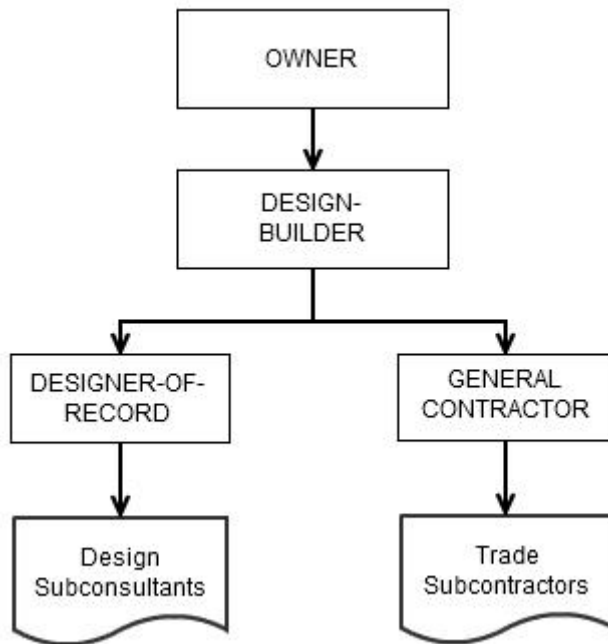 OWNER
DESIGN-
BUILDER
DESIGNER-OF-
RECORD
GENERAL
CONTRACTOR
Design
Subconsultants
Trade
Subcontractors